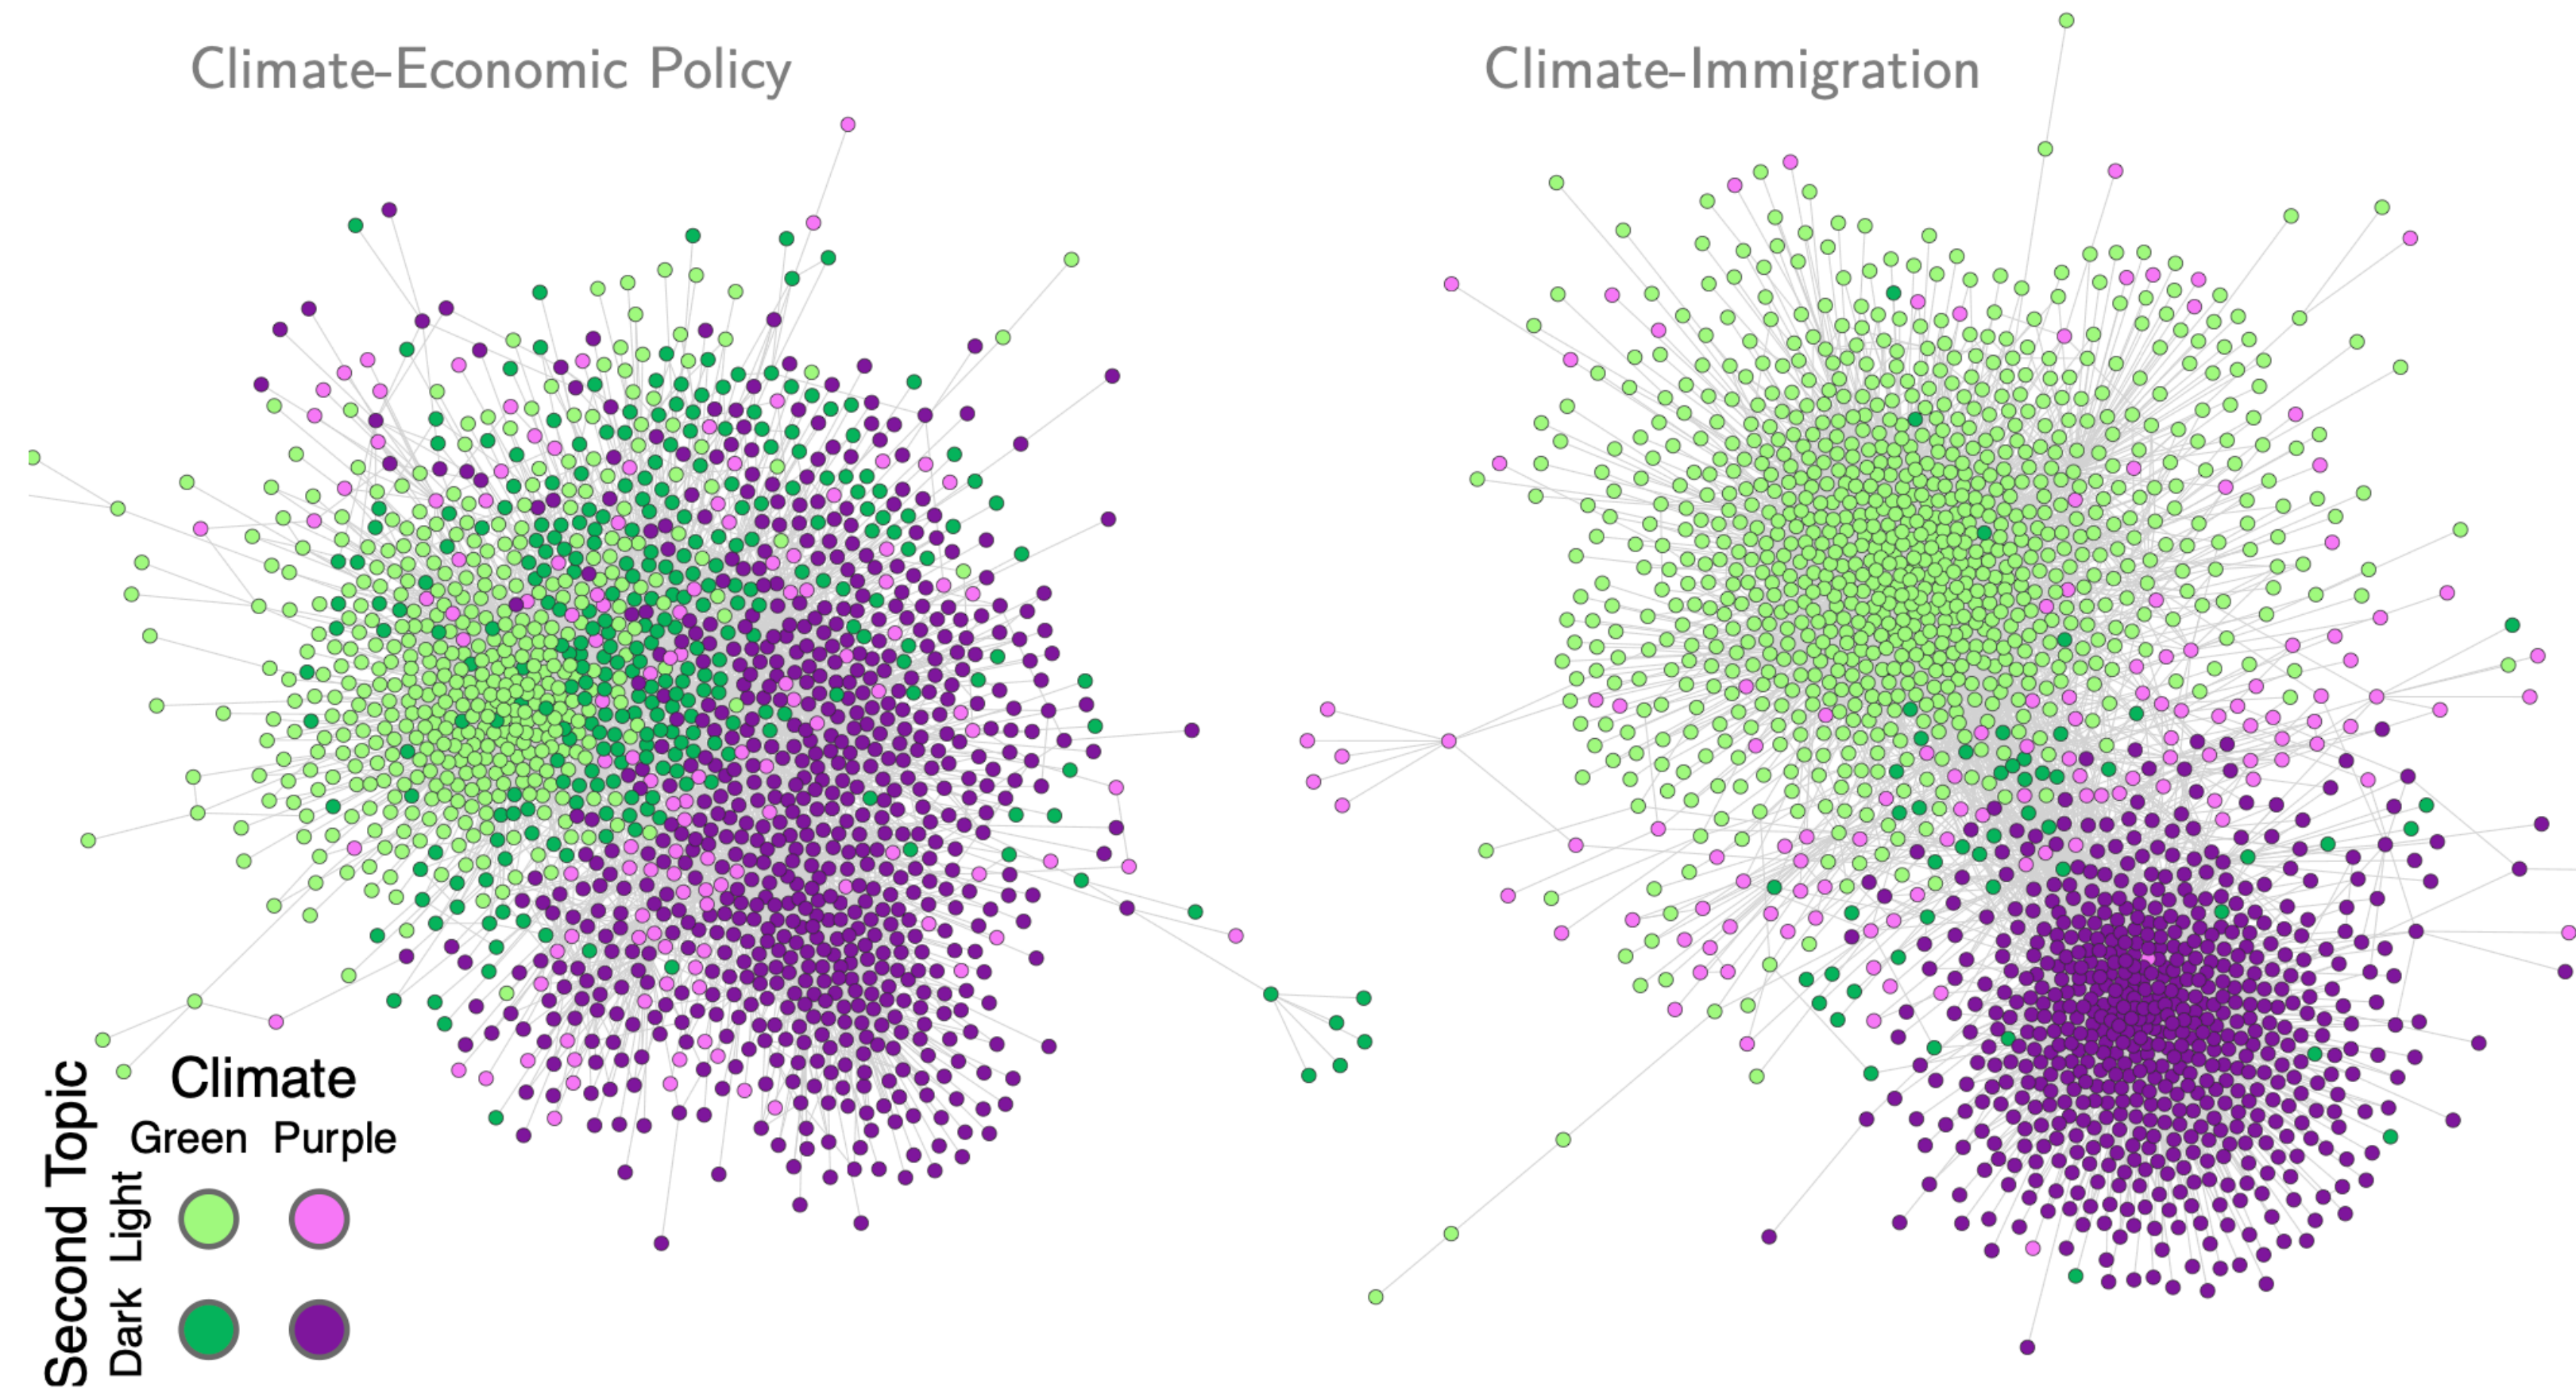 Climate-Economic Policy
Climate-Immigration
Climate
Green Purple
Second Topic
Light
Dark